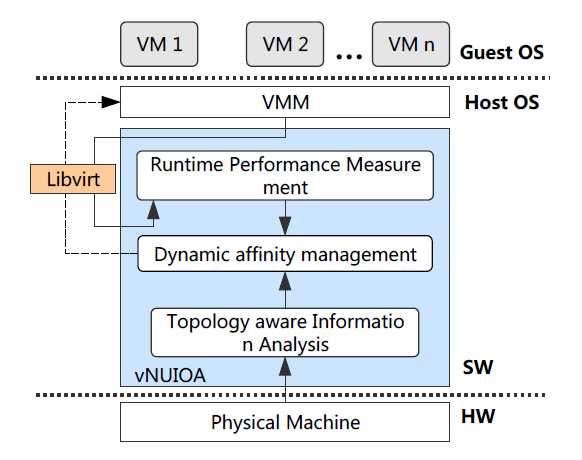 VM 1
VM 2
...
VM n
Guest OS
VMM
Host OS
Libvirt
Runtime Performance Measure
ment
Dynamic affinity management
Topology aware Informatio
n Analysis
vNUIOA
SW
Physical Machine
HW